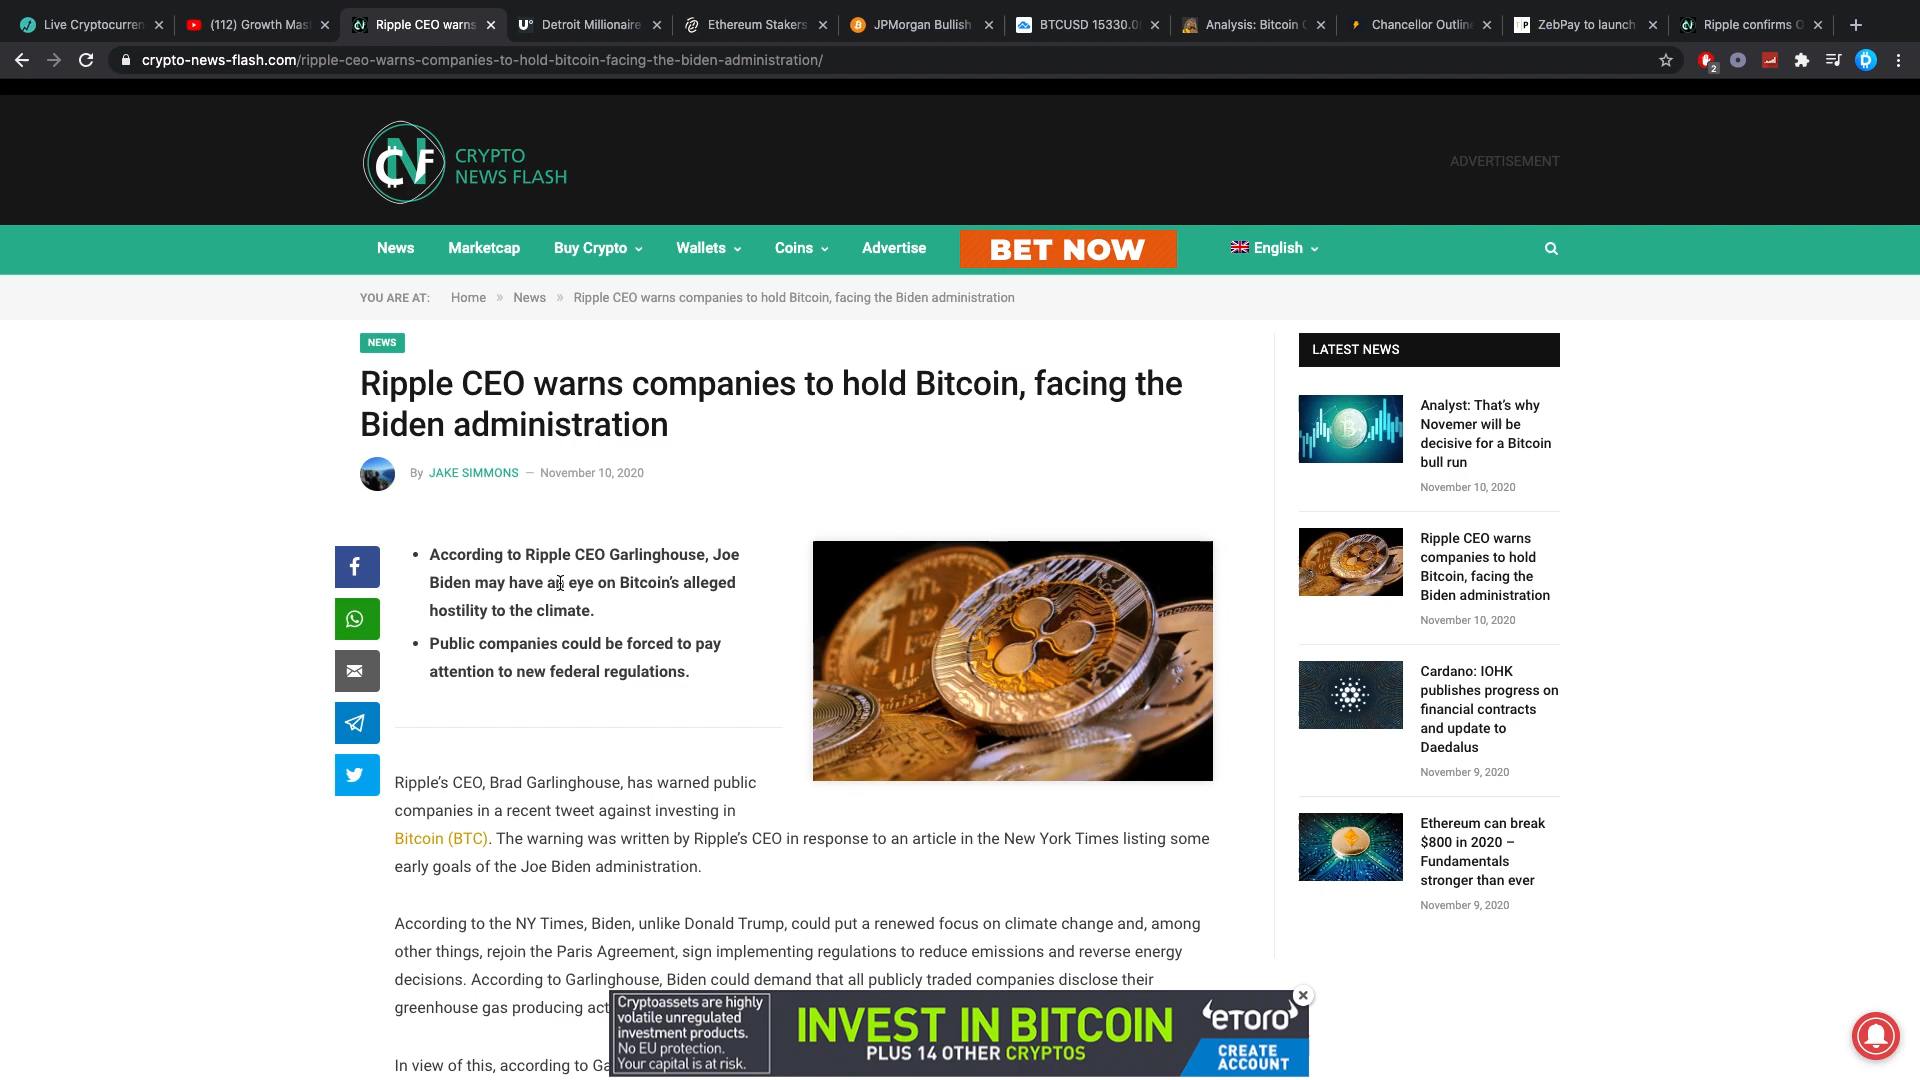 Live Cryptocurren
(112) Growth Mas
Ripple CEO warns
Detroit Millionaire
Ethereum Stakers
JPMorgan Bullish
BTCUSD 15330.0
Analysis: Bitcoin
Chancellor Outline
ZebPay to launch
Ripple confirms
crypto-news-flash.com/ripple-ceo-warns-companies-to-hold-bitcoin-facing-the-biden-administration/
2
CNF
CRYPTO
NEWS FLASH
ADVERTISEMENT
News
Marketcap
Buy Crypto
Wallets
Coins
Advertise
BET NOW
English
YOU ARE AT: Home » News » Ripple CEO warns companies to hold Bitcoin, facing the Biden administration
NEWS
Ripple CEO warns companies to hold Bitcoin, facing the
Biden administration
By JAKE SIMMONS — November 10, 2020
• According to Ripple CEO Garlinghouse, Joe
Biden may have an eye on Bitcoin's alleged
hostility to the climate.
• Public companies could be forced to pay
attention to new federal regulations.
Ripple's CEO, Brad Garlinghouse, has warned public
companies in a recent tweet against investing in
Bitcoin (BTC). The warning was written by Ripple's CEO in response to an article in the New York Times listing some
early goals of the Joe Biden administration.
According to the NY Times, Biden, unlike Donald Trump, could put a renewed focus on climate change and, among
other things, rejoin the Paris Agreement, sign implementing regulations to reduce emissions and reverse energy
decisions. According to Garlinghouse, Biden could demand that all publicly traded companies disclose their
greenhouse gas producing act
In view of this, according to Ga
LATEST NEWS
Analyst: That's why
Novemer will be
decisive for a Bitcoin
bull run
November 10, 2020
Ripple CEO warns
companies to hold
Bitcoin, facing the
Biden administration
November 10, 2020
Cardano: IOHK
publishes progress on
financial contracts
and update to
Daedalus
November 9, 2020
Ethereum can break
$800 in 2020 –
Fundamentals
stronger than ever
November 9, 2020
Cryptoassets are highly
volatile unregulated
investment products.
No EU protection.
Your capital is at risk.
INVEST IN BITCOIN
PLUS 14 OTHER CRYPTOS
etoro
CREATE
ACCOUNT